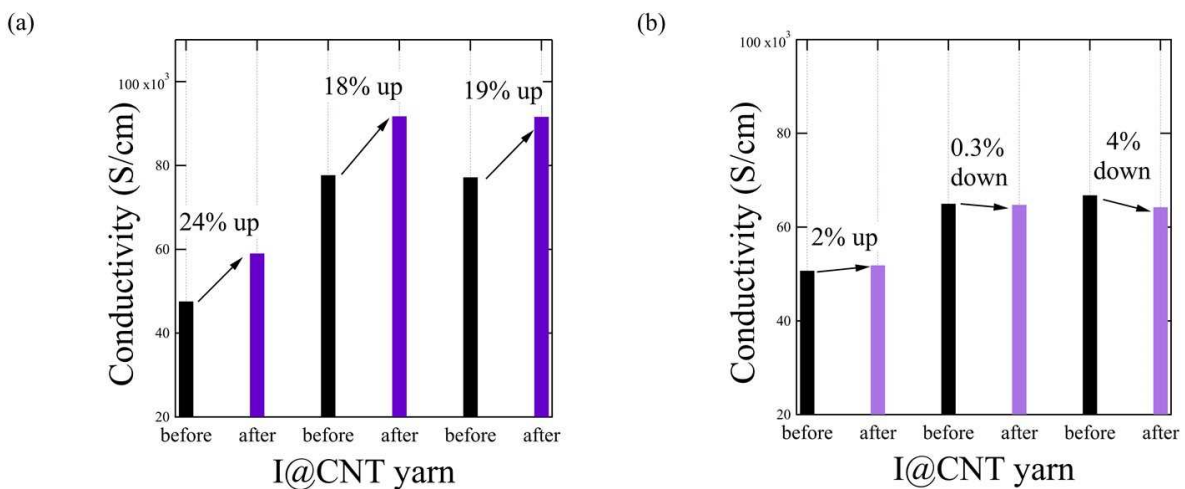 (a)
Conductivity (S/cm)
100 x10³
80
60
40
20
24% up
18% up
19% up
before after before after before after
I@CNT yarn
(b)
Conductivity (S/cm)
100 x10³
80
60
40
20
2% up
0.3%
down
4%
down
before after before after before after
I@CNT yarn